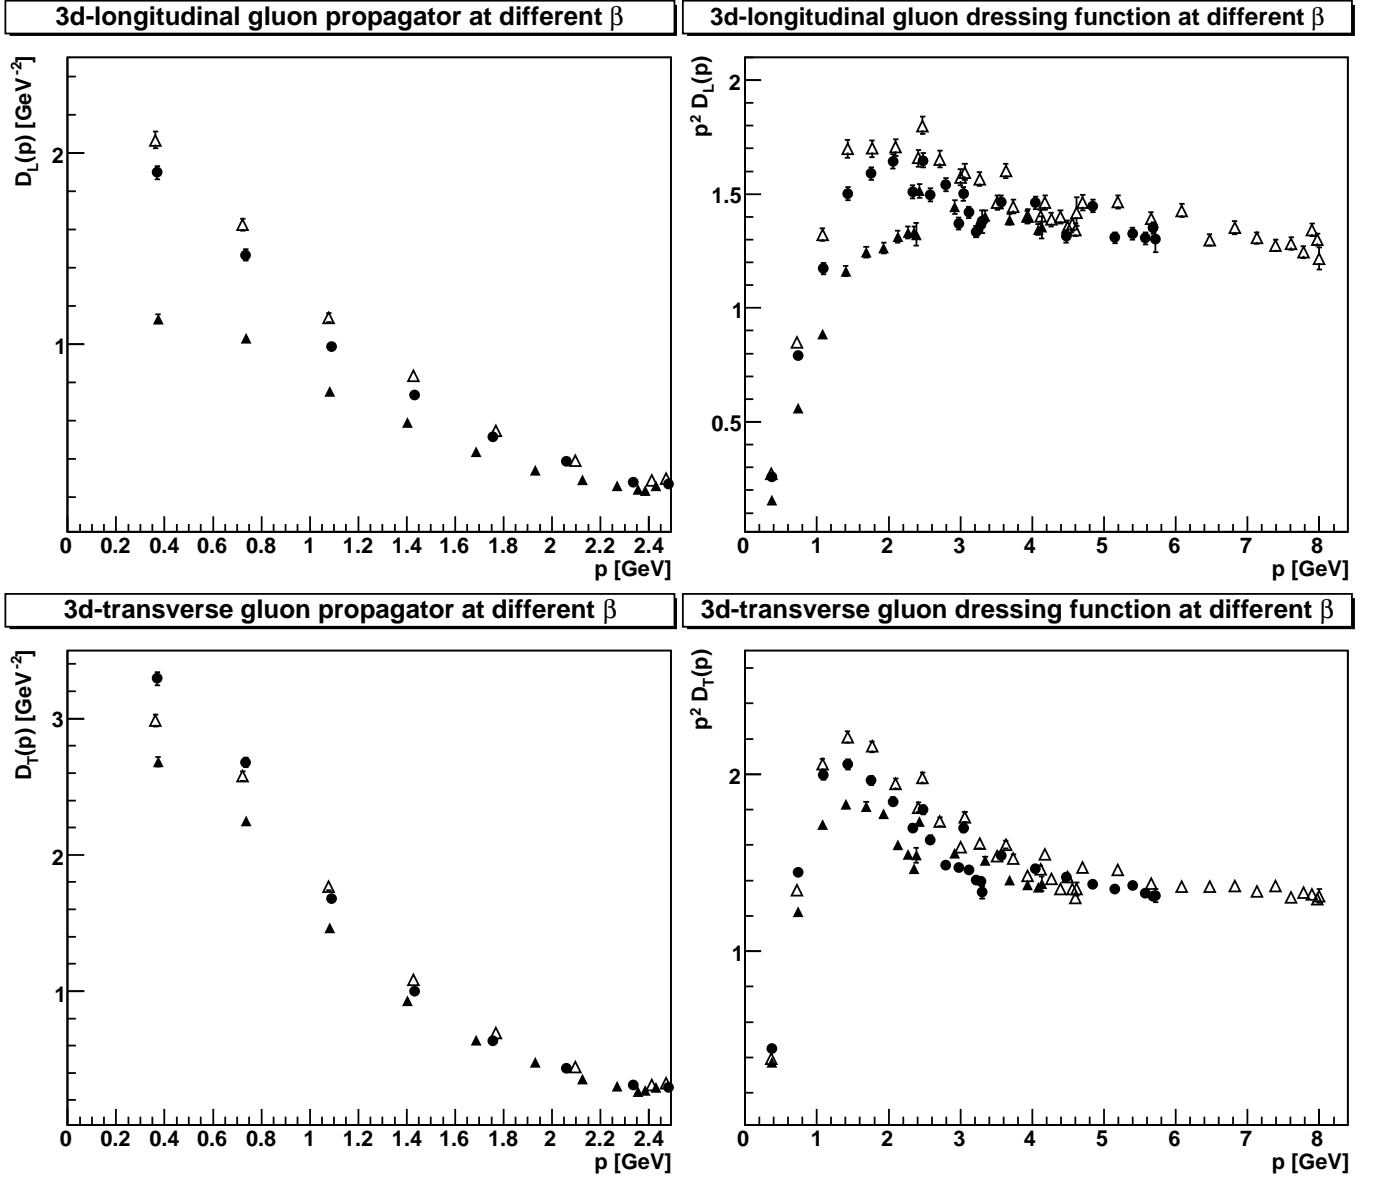 3d-longitudinal gluon propagator at different β
D_L(p) [GeV^-2]
2
1
0 0.2 0.4 0.6 0.8 1 1.2 1.4 1.6 1.8 2 2.2 2.4
p [GeV]
3d-longitudinal gluon dressing function at different β
p^2 D_L(p)
2
1.5
1
0.5
0 1 2 3 4 5 6 7 8
p [GeV]
3d-transverse gluon propagator at different β
D_T(p) [GeV^-2]
3
2
1
0 0.2 0.4 0.6 0.8 1 1.2 1.4 1.6 1.8 2 2.2 2.4
p [GeV]
3d-transverse gluon dressing function at different β
p^2 D_T(p)
2
1
0 1 2 3 4 5 6 7 8
p [GeV]